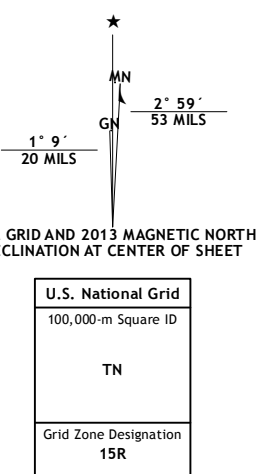 ★
MN
2° 59´
53 MILS
GN
1° 9´
20 MILS
GRID AND 2013 MAGNETIC NORTH
CLINATION AT CENTER OF SHEET
U.S. National Grid
100,000-m Square ID
TN
Grid Zone Designation
15R